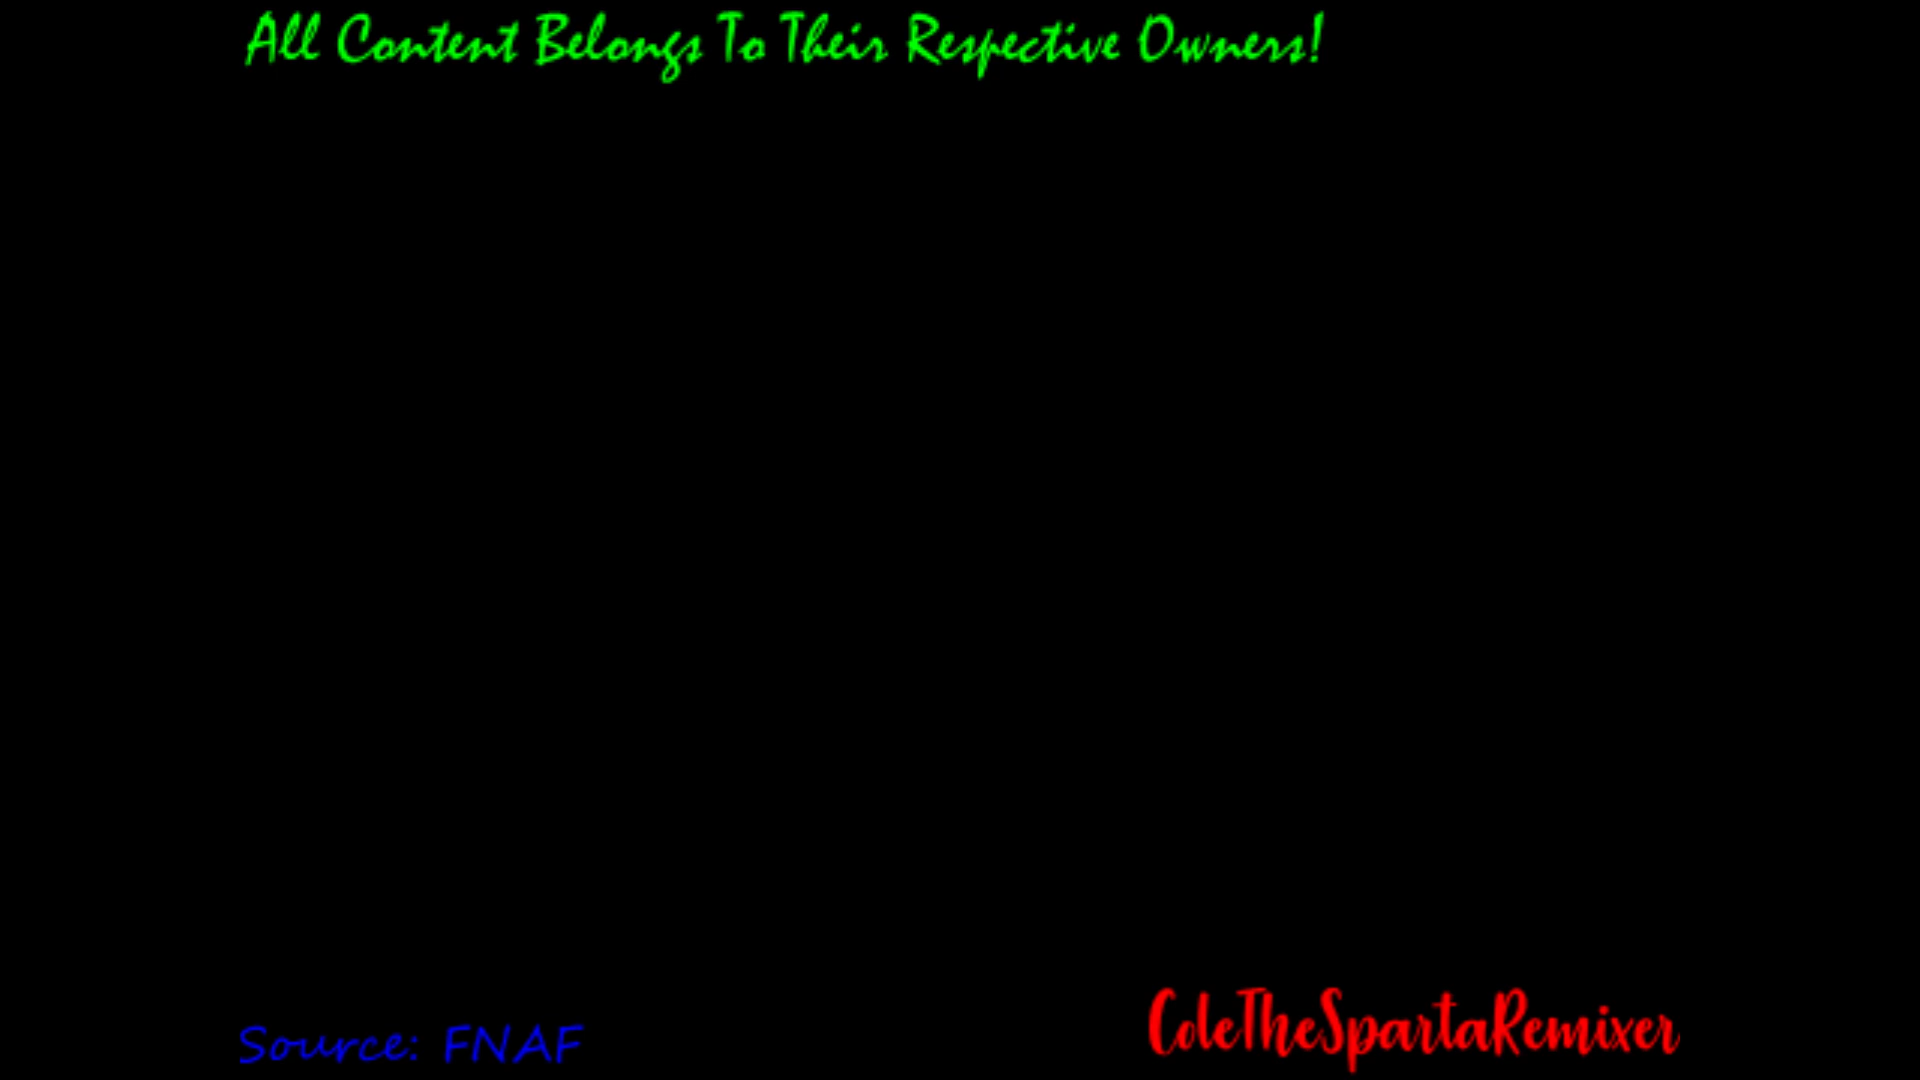 All Content Belongs To Their Respective Owners!
Source: FNAF
ColeTheSpartaRemixer